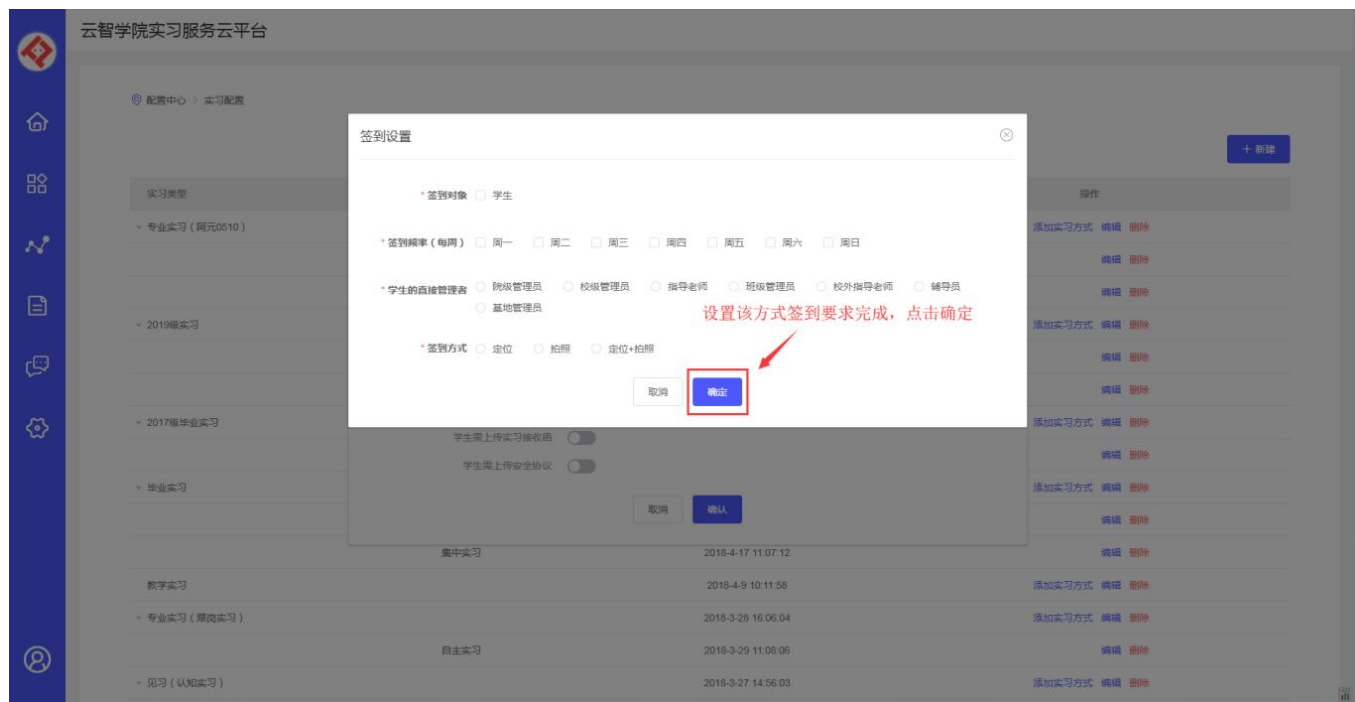 云智学院实习服务云平台
配置中心 > 实习配置
签到设置
+ 新建
实习类型 操作
* 签到对象 学生
专业实习（阿元0510） 添加实习方式 编辑 删除
* 签到频率（每周） 周一 周二 周三 周四 周五 周六 周日
编辑 删除
* 学生的直接管理者 院级管理员 校级管理员 指导老师 班级管理员 校外指导老师 辅导员
基地管理员
编辑 删除
设置该方式签到要求完成，点击确定
2019级实习 添加实习方式 编辑 删除
* 签到方式 定位 拍照 定位+拍照
编辑 删除
取消 确定
编辑 删除
2017级毕业实习 添加实习方式 编辑 删除
学生需上传实习接收函
编辑 删除
学生需上传安全协议
毕业实习 添加实习方式 编辑 删除
取消 确认
编辑 删除
集中实习 2018-4-17 11:07:12 编辑 删除
教学实习 2018-4-9 10:11:58 添加实习方式 编辑 删除
专业实习（跟岗实习） 2018-3-28 16:06:04 添加实习方式 编辑 删除
自主实习 2018-3-29 11:08:06 编辑 删除
见习（认知实习） 2018-3-27 14:56:03 添加实习方式 编辑 删除